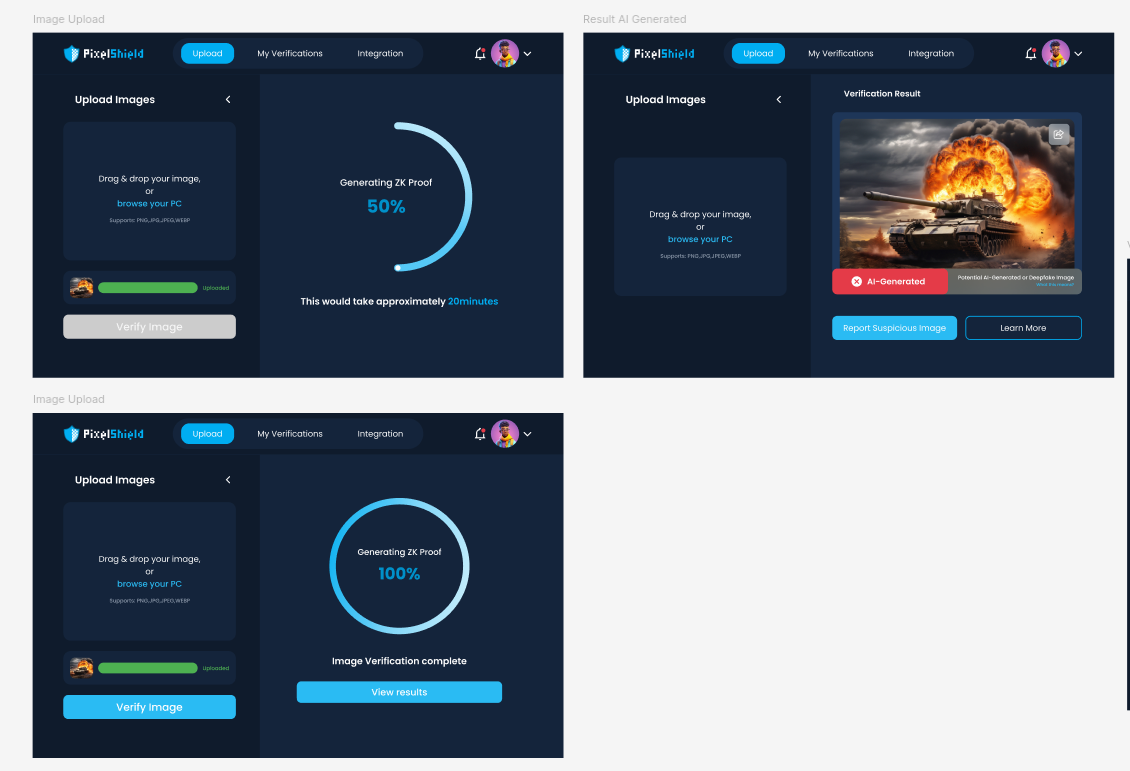 Image Upload
PixelShield
Upload
My Verifications
Integration
Upload Images
Drag & drop your image,
or
browse your PC
Supports: PNG,JPG,JPEG,WEBP
Uploaded
Verify Image
Generating ZK Proof
50%
This would take approximately 20minutes
Result AI Generated
PixelShield
Upload
My Verifications
Integration
Upload Images
Drag & drop your image,
or
browse your PC
Supports: PNG,JPG,JPEG,WEBP
Verification Result
AI-Generated
Potential AI-Generated or Deepfake Image
Report Suspicious Image
Learn More
Image Upload
PixelShield
Upload
My Verifications
Integration
Upload Images
Drag & drop your image,
or
browse your PC
Supports: PNG,JPG,JPEG,WEBP
Uploaded
Verify Image
Generating ZK Proof
100%
Image Verification complete
View results